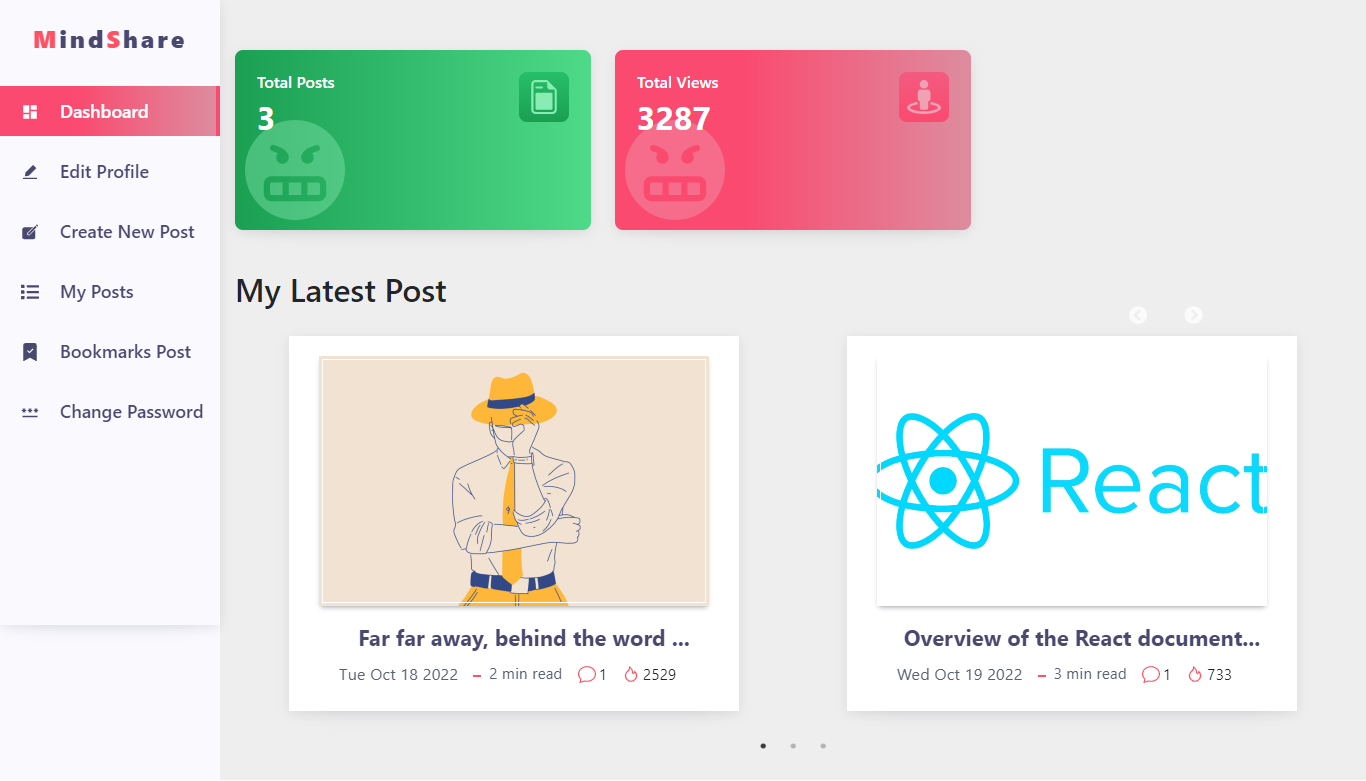 MindShare
Dashboard
Edit Profile
Create New Post
My Posts
Bookmarks Post
Change Password
Total Posts
3
Total Views
3287
My Latest Post
React
Far far away, behind the word ...
Tue Oct 18 2022 – 2 min read 1 2529
Overview of the React document...
Wed Oct 19 2022 – 3 min read 1 733